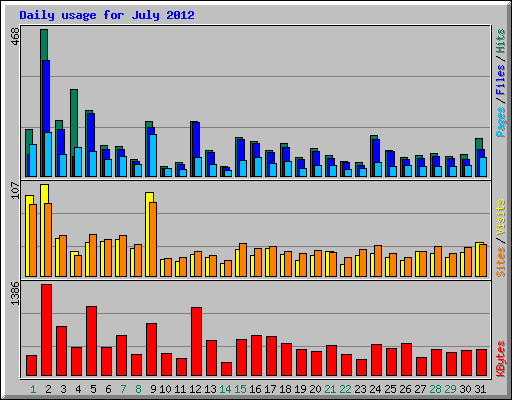 Daily usage for July 2012
468
Pages / Files / Hits
107
Sites / Visits
1386
KBytes
1 2 3 4 5 6 7 8 9 10 11 12 13 14 15 16 17 18 19 20 21 22 23 24 25 26 27 28 29 30 31